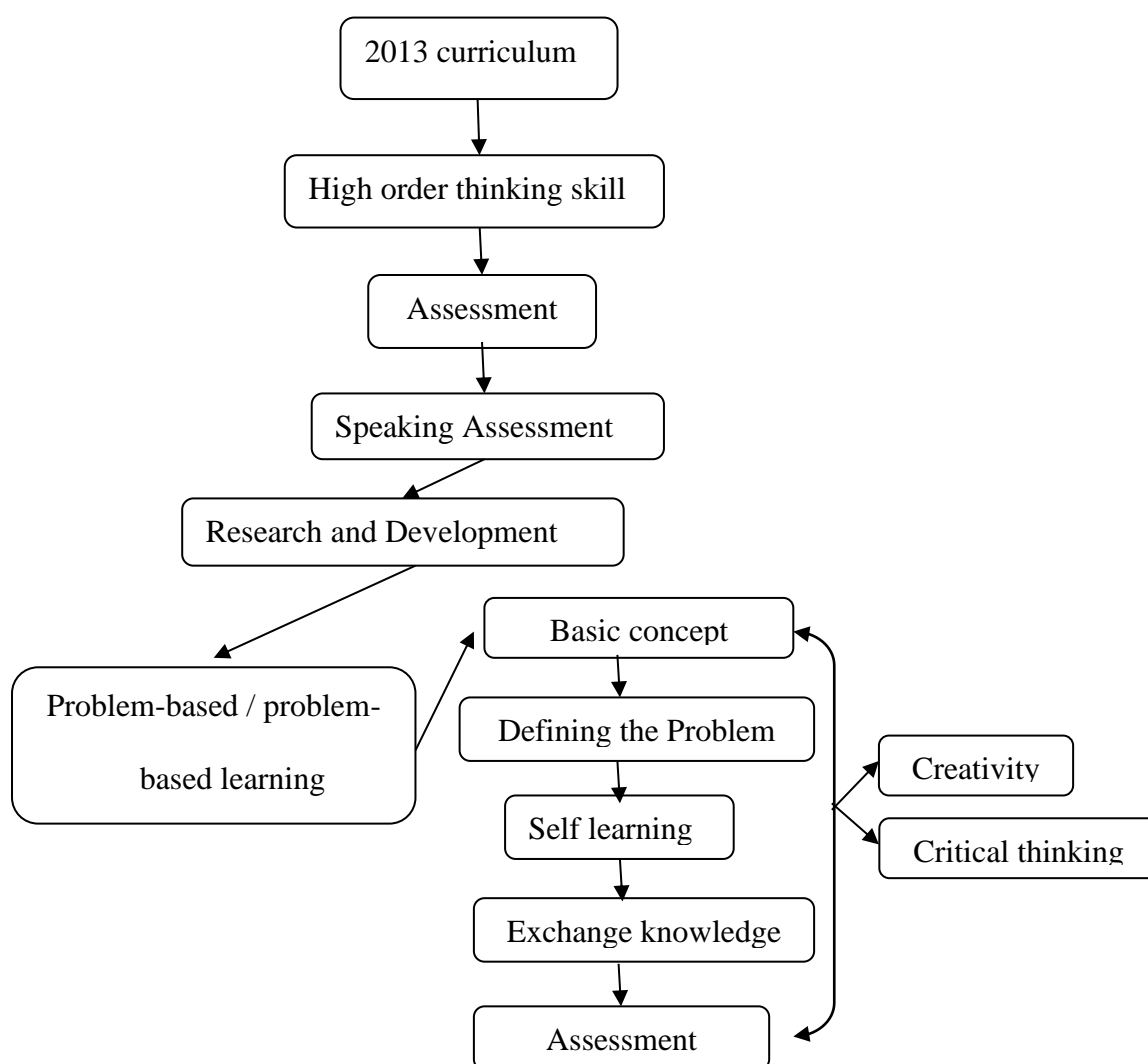 2013 curriculum
High order thinking skill
Assessment
Speaking Assessment
Research and Development
Problem-based / problem-
based learning
Basic concept
Defining the Problem
Self learning
Exchange knowledge
Assessment
Creativity
Critical thinking